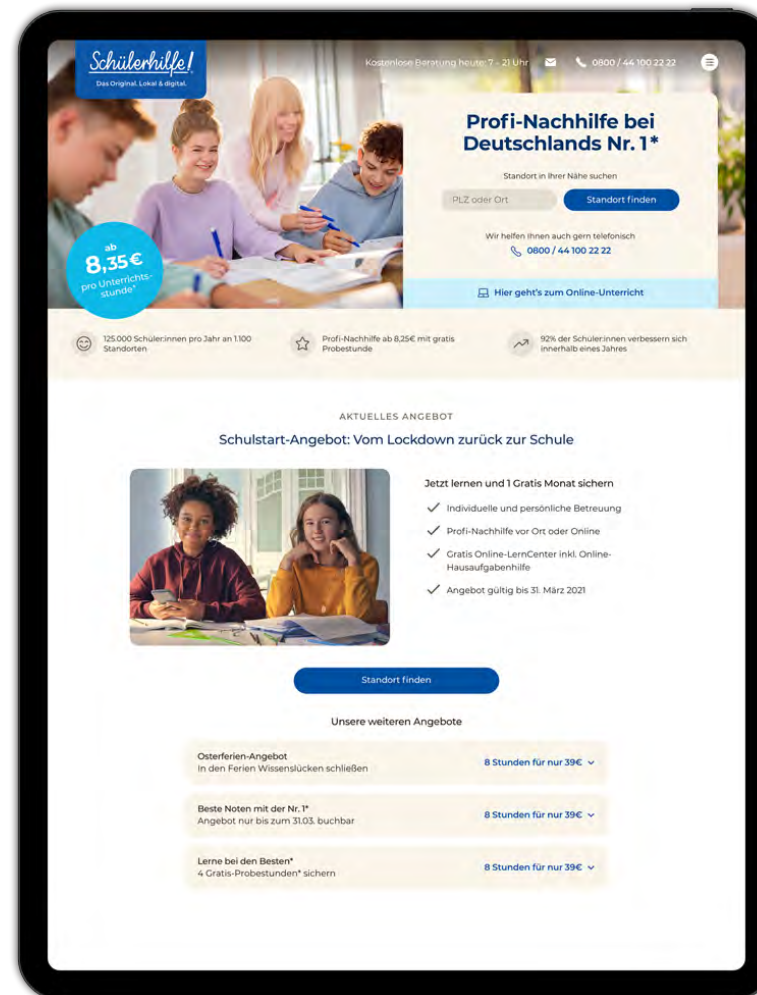 Schülerhilfe!
Das Original. Lokal & digital.
Kostenlose Beratung heute: 7 – 21 Uhr
0800 / 44 100 22 22
Profi-Nachhilfe bei
Deutschlands Nr. 1*
Standort in Ihrer Nähe suchen
PLZ oder Ort
Standort finden
Wir helfen Ihnen auch gern telefonisch
0800 / 44 100 22 22
Hier geht's zum Online-Unterricht
ab
8,35€
pro Unterrichts-
stunde*
125.000 Schüler:innen pro Jahr an 1.100
Standorten
Profi-Nachhilfe ab 8,25€ mit gratis
Probestunde
92% der Schüler:innen verbessern sich
innerhalb eines Jahres
AKTUELLES ANGEBOT
Schulstart-Angebot: Vom Lockdown zurück zur Schule
Jetzt lernen und 1 Gratis Monat sichern
Individuelle und persönliche Betreuung
Profi-Nachhilfe vor Ort oder Online
Gratis Online-LernCenter inkl. Online-
Hausaufgabenhilfe
Angebot gültig bis 31. März 2021
Standort finden
Unsere weiteren Angebote
Osterferien-Angebot
In den Ferien Wissenslücken schließen
8 Stunden für nur 39€
Beste Noten mit der Nr. 1*
Angebot nur bis zum 31.03. buchbar
8 Stunden für nur 39€
Lerne bei den Besten*
4 Gratis-Probestunden* sichern
8 Stunden für nur 39€